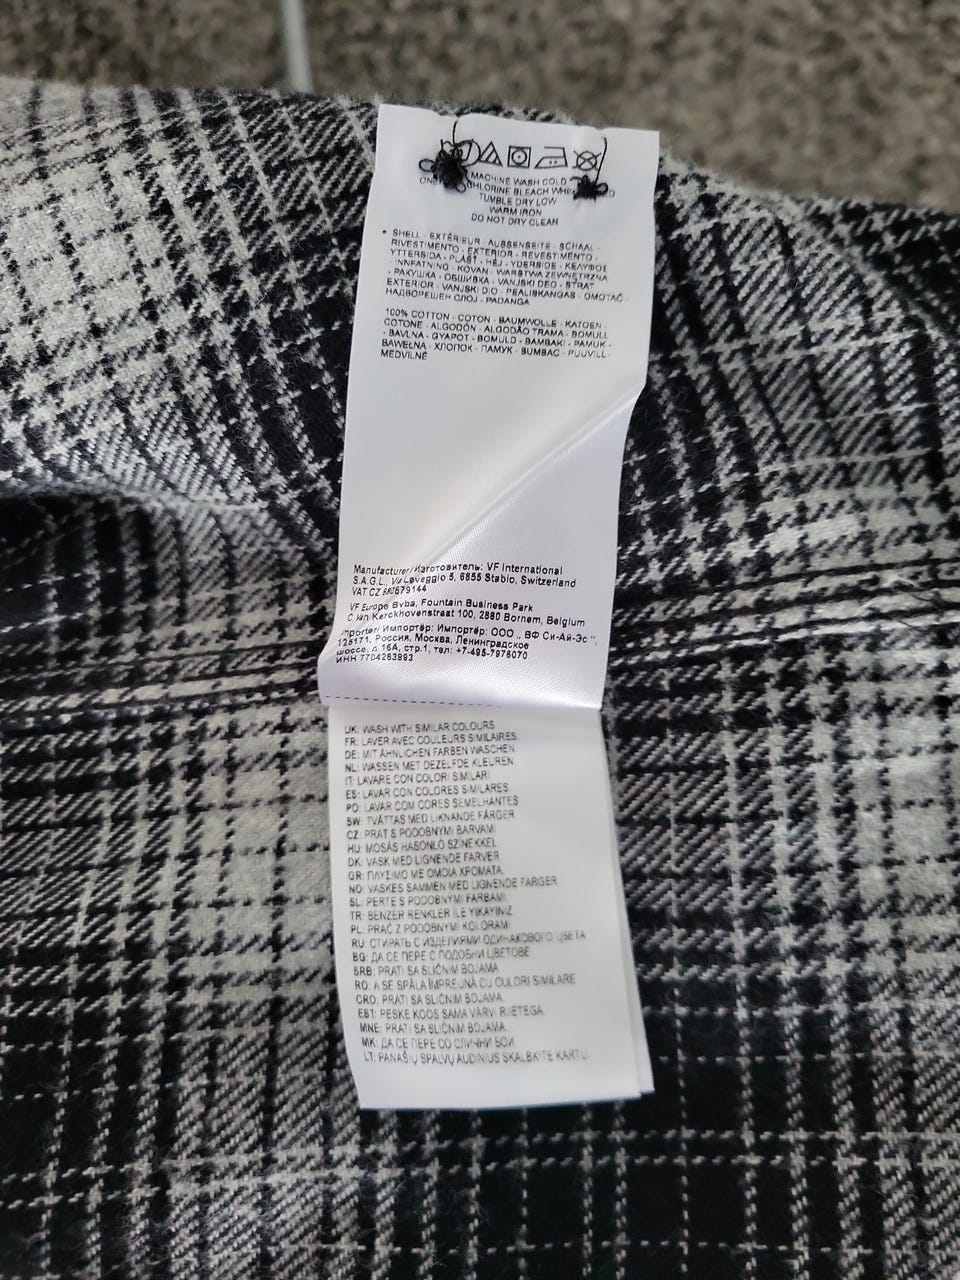 MACHINE WASH COLD
CHLORINE BLEACH
TUMBLE DRY LOW
WARM IRON
DO NOT DRY CLEAN
* SHELL - EXTÉRIEUR - AUSSENSEITE - SCHAAL -
RIVESTIMENTO - EXTERIOR - REVESTIMENTO -
YTTERSIDA - PLÁŠŤ - HÉJ - YDERSIDE - ΚΕΛΥΦΟΣ
- INNFATNING - KOVAN - WARSTWA ZEWNĘTRZNA
- РАКУШКА - ОБШИВКА - VANJSKI DEO - STRAT
EXTERIOR - VANJSKI DIO - PEALISKANGAS - OMOTAČ -
НАДВОРЕШЕН СЛОЈ - PADANGA
100% COTTON - COTON - BAUMWOLLE - KATOEN -
COTONE - ALGODÓN - ALGODÃO TRAMA - BOMULL
- BAVLNA - GYAPOT - BOMULD - ΒΑΜΒΑΚΙ - PAMUK -
BAWEŁNA - ХЛОПОК - ПАМУК - BUMBAC - PUUVILL -
MEDVILNĖ
Manufacturer/Изготовитель: VF International
S.A.G.L., Via Laveggio 5, 6855 Stabio, Switzerland
VAT CZ 680679144
VF Europe Bvba, Fountain Business Park
C van Kerckhovenstraat 100, 2880 Bornem, Belgium
Importer/ Импортёр: Импортёр: ООО „ ВФ Си-Ай-Эс “,
125171, Россия, Москва, Ленинградское
шоссе, д 16А, стр.1, тел: +7-495-7975070
ИНН 7704263993
UK: WASH WITH SIMILAR COLOURS
FR: LAVER AVEC COULEURS SIMILAIRES.
DE: MIT ÄHNLICHEN FARBEN WASCHEN
NL: WASSEN MET DEZELFDE KLEUREN
IT: LAVARE CON COLORI SIMILARI
ES: LAVAR CON COLORES SIMILARES
PO: LAVAR COM CORES SEMELHANTES
SW: TVÄTTAS MED LIKNANDE FÄRGER
CZ: PRÁT S PODOBNÝMI BARVAMI
HU: MOSÁS HASONLÓ SZÍNEKKEL
DK: VASK MED LIGNENDE FARVER
GR: ΠΛΥΣΙΜΟ ΜΕ ΟΜΟΙΑ ΧΡΩΜΑΤΑ.
NO: VASKES SAMMEN MED LIGNENDE FARGER
SL: PERTE S PODOBNÝMI FARBAMI
TR: BENZER RENKLER İLE YIKAYINIZ
PL: PRAĆ Z PODOBNYMI KOLORAMI
RU: СТИРАТЬ С ИЗДЕЛИЯМИ ОДИНАКОВОГО ЦВЕТА
BG: ДА СЕ ПЕРЕ С ПОДОБНИ ЦВЕТОВЕ
SRB: PRATI SA SLIČNIM BOJAMA
RO: A SE SPĂLA ÎMPREUNĂ CU CULORI SIMILARE
CRO: PRATI SA SLIČNIM BOJAMA.
EST: PESKE KOOS SAMA VÄRVI RIIETEGA
MNE: PRATI SA SLIČNIM BOJAMA.
MK: ДА СЕ ПЕРЕ СО СЛИЧНИ БОИ
LT: PANAŠIŲ SPALVŲ AUDINIUS SKALBKITE KARTU.